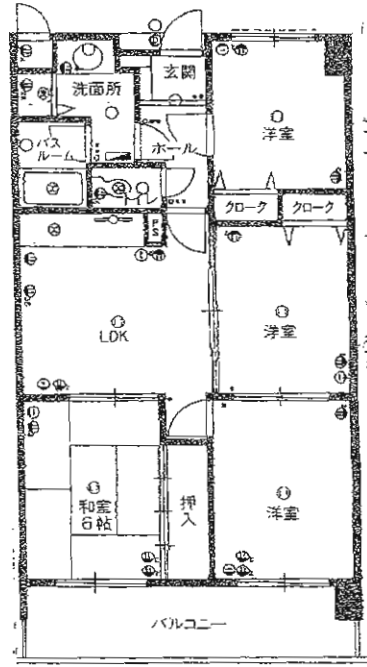 玄関
洗面所
洋室
バス
ルーム
ホール
トイレ
クローク
クローク
P.S
LDK
洋室
和室
6帖
押
入
洋室
バルコニー